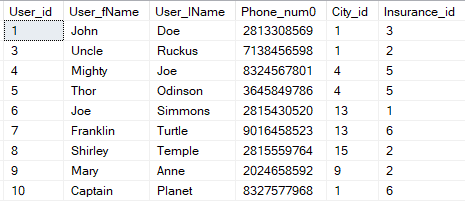 User_id User_fName User_lName Phone_num0 City_id Insurance_id
1 John Doe 2813308569 1 3
3 Uncle Ruckus 7138456598 1 2
4 Mighty Joe 8324567801 4 5
5 Thor Odinson 3645849786 4 5
6 Joe Simmons 2815430520 13 1
7 Franklin Turtle 9016458523 13 6
8 Shirley Temple 2815559764 15 2
9 Mary Anne 2024658592 9 2
10 Captain Planet 8327577968 1 6